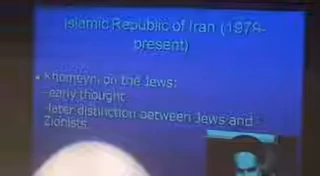 Islamic Republic of Iran (1979-
present)
Khomeyni on the Jews:
-early thought
-later distinction between Jews and
Zionists